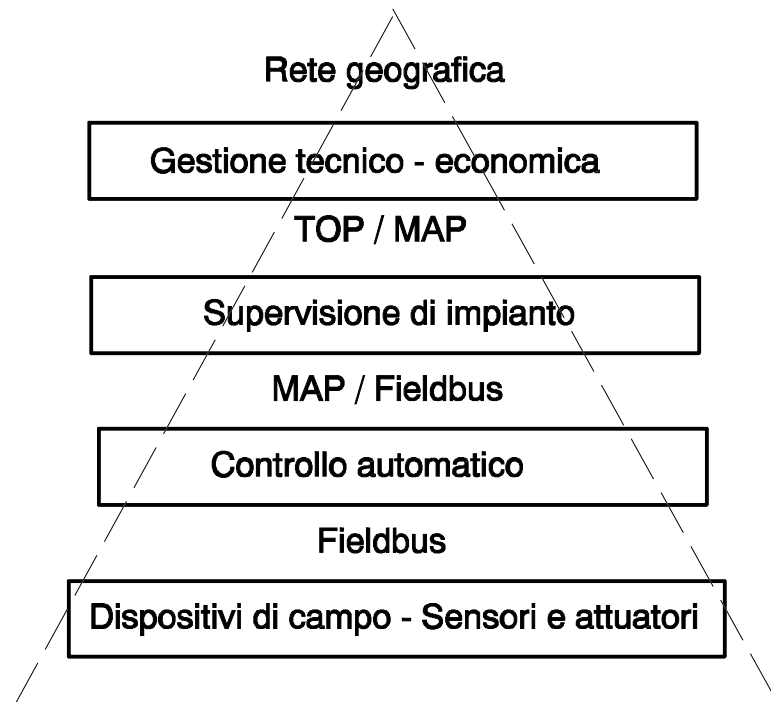 Rete geografica
Gestione tecnico - economica
TOP / MAP
Supervisione di impianto
MAP / Fieldbus
Controllo automatico
Fieldbus
Dispositivi di campo - Sensori e attuatori